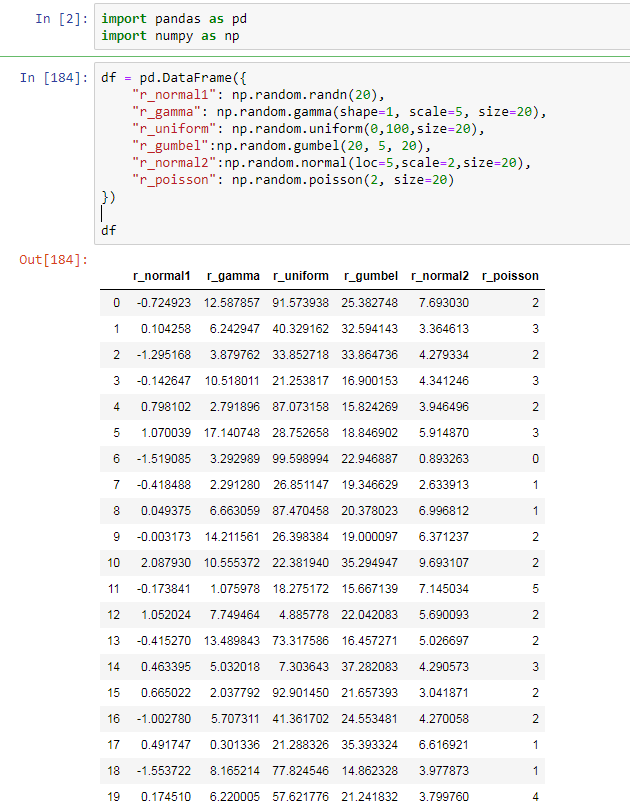 In [2]: import pandas as pd
import numpy as np
In [184]: df = pd.DataFrame({
"r_normal1": np.random.randn(20),
"r_gamma": np.random.gamma(shape=1, scale=5, size=20),
"r_uniform": np.random.uniform(0,100,size=20),
"r_gumbel":np.random.gumbel(20, 5, 20),
"r_normal2":np.random.normal(loc=5,scale=2,size=20),
"r_poisson": np.random.poisson(2, size=20)
})
df
Out[184]:
r_normal1 r_gamma r_uniform r_gumbel r_normal2 r_poisson
0 -0.724923 12.587857 91.573938 25.382748 7.693030 2
1 0.104258 6.242947 40.329162 32.594143 3.364613 3
2 -1.295168 3.879762 33.852718 33.864736 4.279334 2
3 -0.142647 10.518011 21.253817 16.900153 4.341246 3
4 0.798102 2.791896 87.073158 15.824269 3.946496 2
5 1.070039 17.140748 28.752658 18.846902 5.914870 3
6 -1.519085 3.292989 99.598994 22.946887 0.893263 0
7 -0.418488 2.291280 26.851147 19.346629 2.633913 1
8 0.049375 6.663059 87.470458 20.378023 6.996812 1
9 -0.003173 14.211561 26.398384 19.000097 6.371237 2
10 2.087930 10.555372 22.381940 35.294947 9.693107 2
11 -0.173841 1.075978 18.275172 15.667139 7.145034 5
12 1.052024 7.749464 4.885778 22.042083 5.690093 2
13 -0.415270 13.489843 73.317586 16.457271 5.026697 2
14 0.463395 5.032018 7.303643 37.282083 4.290573 3
15 0.665022 2.037792 92.901450 21.657393 3.041871 2
16 -1.002780 5.707311 41.361702 24.553481 4.270058 2
17 0.491747 0.301336 21.288326 35.393324 6.616921 1
18 -1.553722 8.165214 77.824546 14.862328 3.977873 1
19 0.174510 6.220005 57.621776 21.241832 3.799760 4